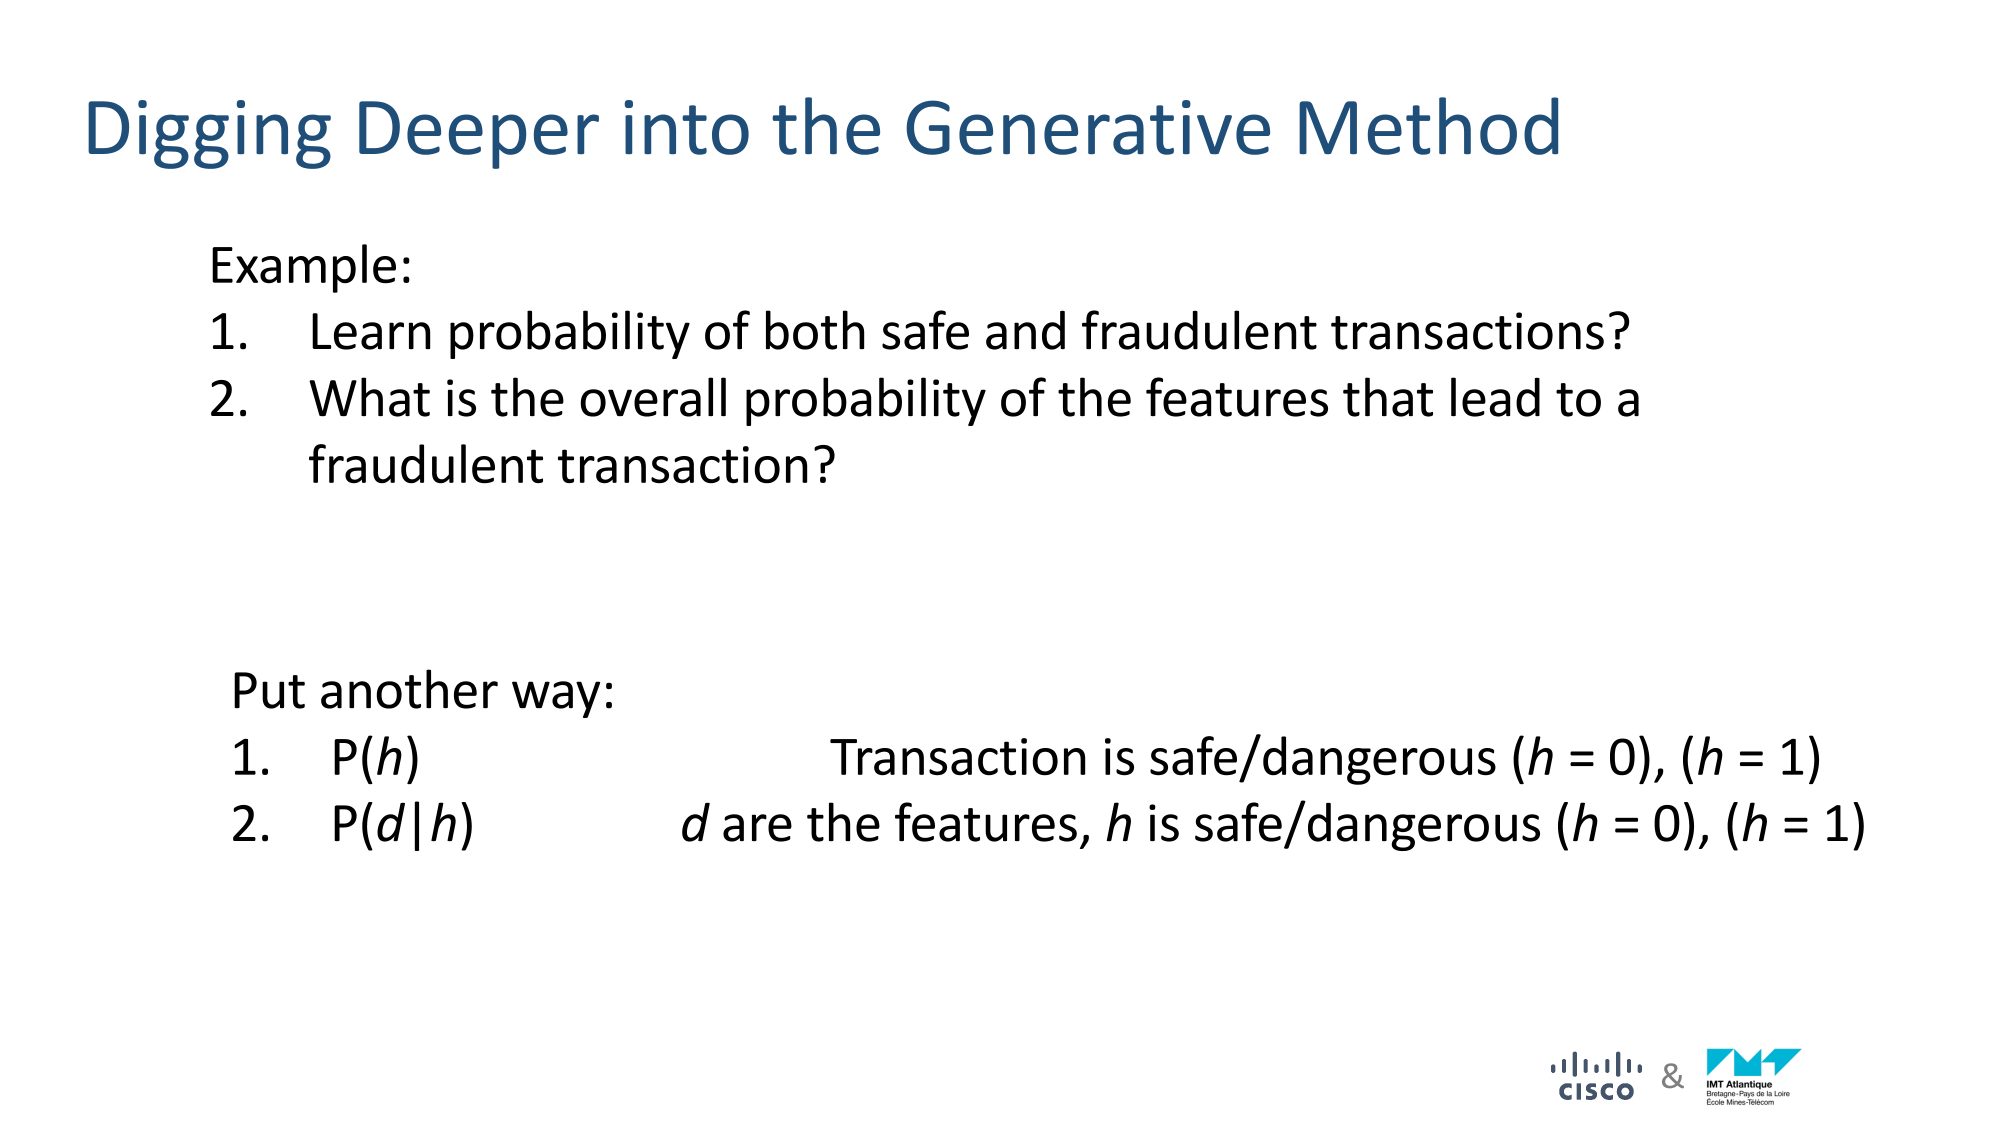 Digging Deeper into the Generative Method
Example:
1. Learn probability of both safe and fraudulent transactions?
2. What is the overall probability of the features that lead to a
fraudulent transaction?
Put another way:
1. P(h) Transaction is safe/dangerous (h = 0), (h = 1)
2. P(d|h) d are the features, h is safe/dangerous (h = 0), (h = 1)
CISCO & IMT Atlantique
Bretagne-Pays de la Loire
École Mines-Télécom